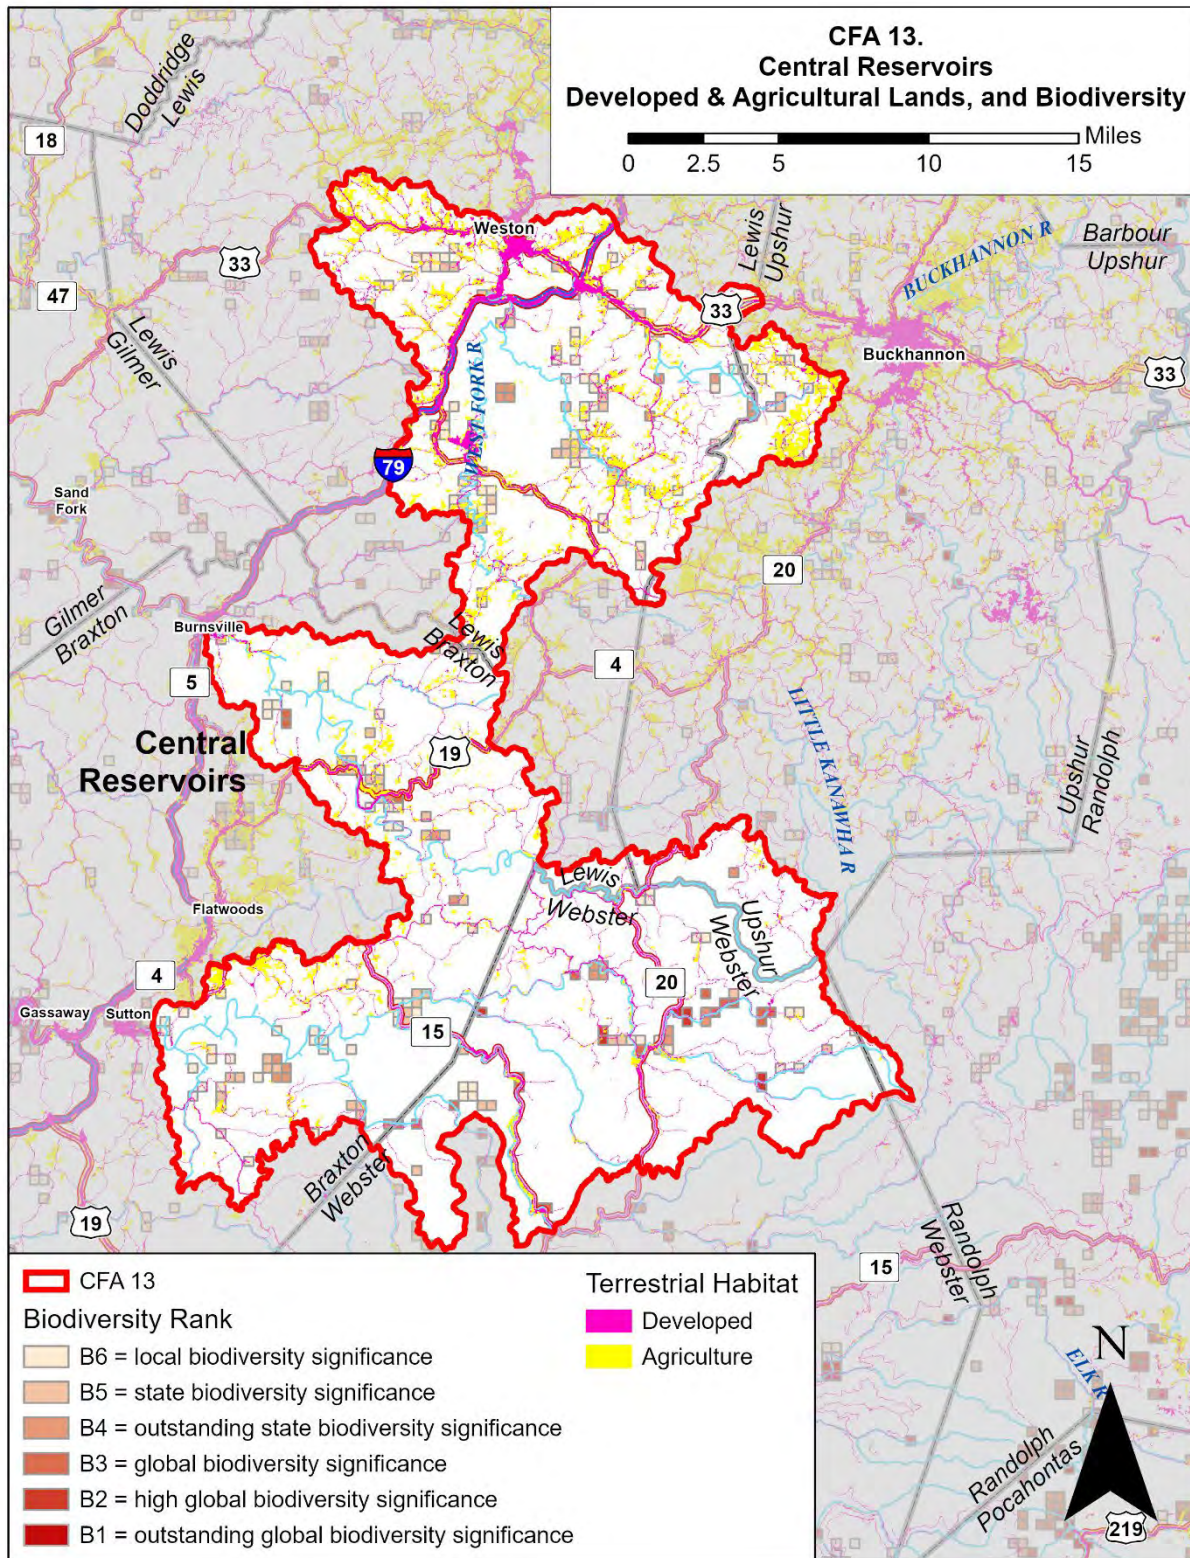 CFA 13.
Central Reservoirs
Developed & Agricultural Lands, and Biodiversity
Miles
0 2.5 5 10 15
Doddridge
Lewis
18
Weston
33
47
Lewis
Gilmer
Lewis
Upshur
BUCKHANNON R
Barbour
Upshur
33
Buckhannon
33
WEST FORK R
79
Sand
Fork
20
Gilmer
Braxton
Burnsville
Lewis
Braxton
4
5
Central
Reservoirs
19
LITTLE KANAWHA R
Upshur
Randolph
Lewis
Webster
Upshur
Webster
Flatwoods
4
20
Gassaway
Sutton
15
Braxton
Webster
19
Randolph
Webster
15
N
ELK R
Randolph
Pocahontas
219
CFA 13
Biodiversity Rank
B6 = local biodiversity significance
B5 = state biodiversity significance
B4 = outstanding state biodiversity significance
B3 = global biodiversity significance
B2 = high global biodiversity significance
B1 = outstanding global biodiversity significance
Terrestrial Habitat
Developed
Agriculture